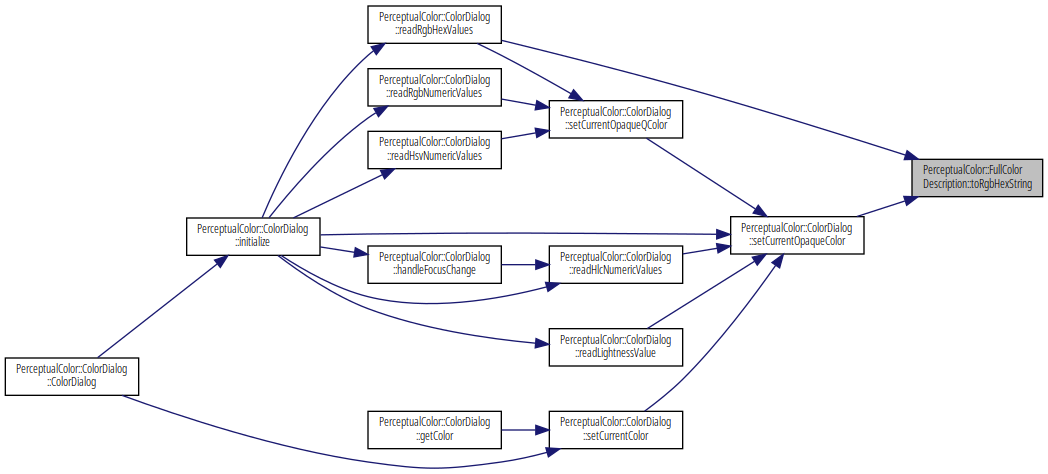 PerceptualColor::ColorDialog
::readRgbHexValues
PerceptualColor::ColorDialog
::readRgbNumericValues
PerceptualColor::ColorDialog
::setCurrentOpaqueQColor
PerceptualColor::ColorDialog
::readHsvNumericValues
PerceptualColor::FullColor
Description::toRgbHexString
PerceptualColor::ColorDialog
::initialize
PerceptualColor::ColorDialog
::setCurrentOpaqueColor
PerceptualColor::ColorDialog
::handleFocusChange
PerceptualColor::ColorDialog
::readHlcNumericValues
PerceptualColor::ColorDialog
::readLightnessValue
PerceptualColor::ColorDialog
::ColorDialog
PerceptualColor::ColorDialog
::getColor
PerceptualColor::ColorDialog
::setCurrentColor